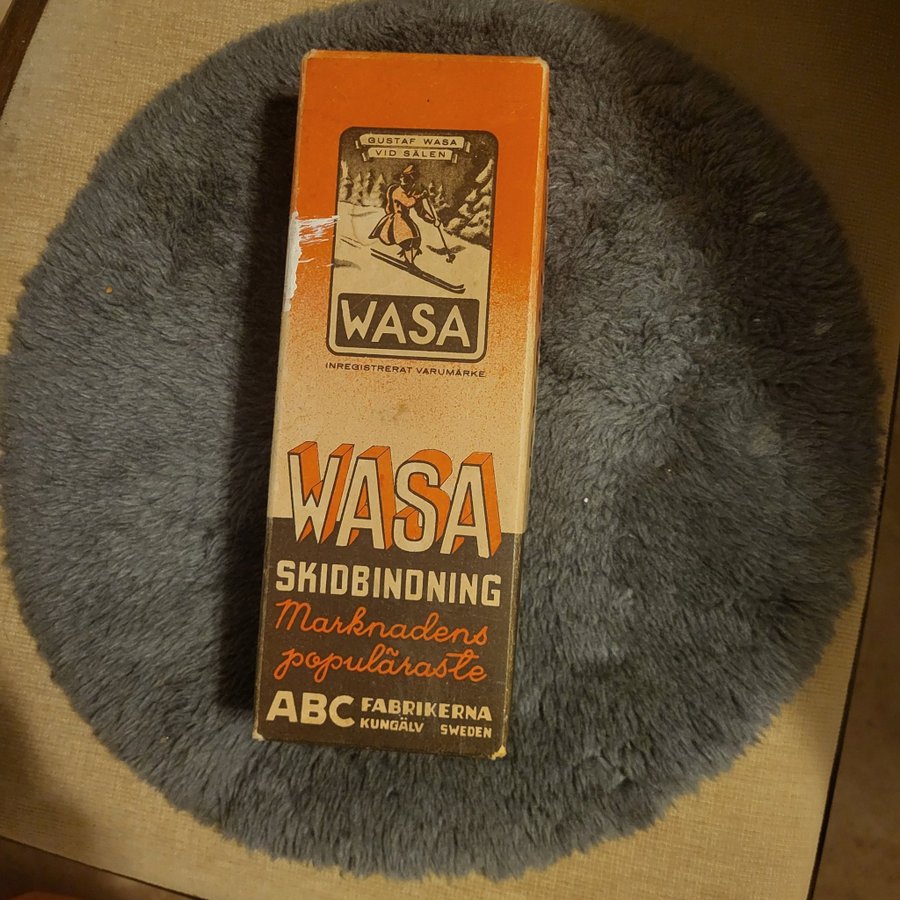 GUSTAF WASA
VID SÄLEN
WASA
INREGISTRERAT VARUMÄRKE
WASA
SKIDBINDNING
Marknadens
populäraste
ABC FABRIKERNA
KUNGÄLV SWEDEN